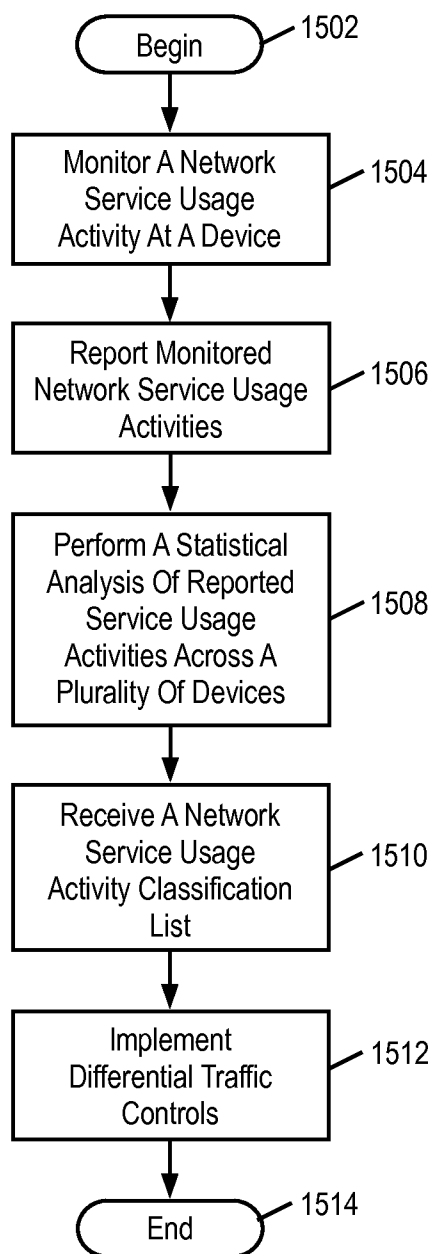 Begin
1502
Monitor A Network
Service Usage
Activity At A Device
1504
Report Monitored
Network Service Usage
Activities
1506
Perform A Statistical
Analysis Of Reported
Service Usage
Activities Across A
Plurality Of Devices
1508
Receive A Network
Service Usage
Activity Classification
List
1510
Implement
Differential Traffic
Controls
1512
End
1514